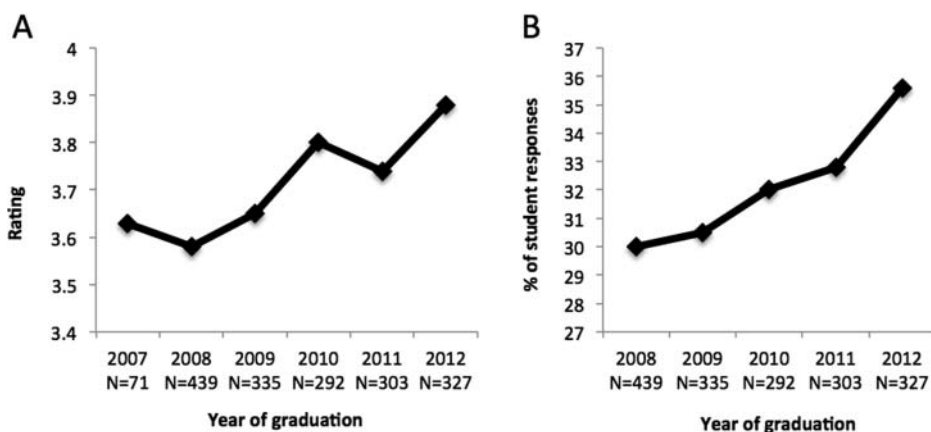 A
Rating
4
3.9
3.8
3.7
3.6
3.5
3.4
2007 2008 2009 2010 2011 2012
N=71 N=439 N=335 N=292 N=303 N=327
Year of graduation
B
% of student responses
37
36
35
34
33
32
31
30
29
28
27
2008 2009 2010 2011 2012
N=439 N=335 N=292 N=303 N=327
Year of graduation